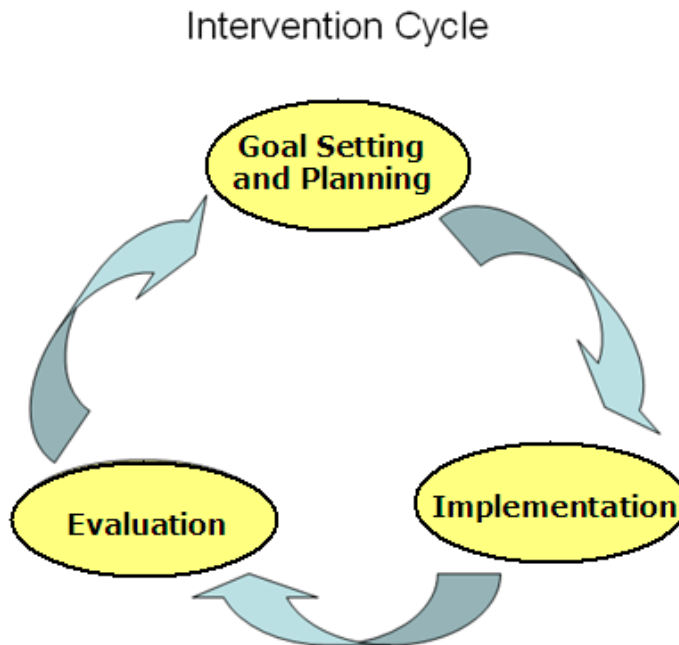 Intervention Cycle
Goal Setting
and Planning
Implementation
Evaluation